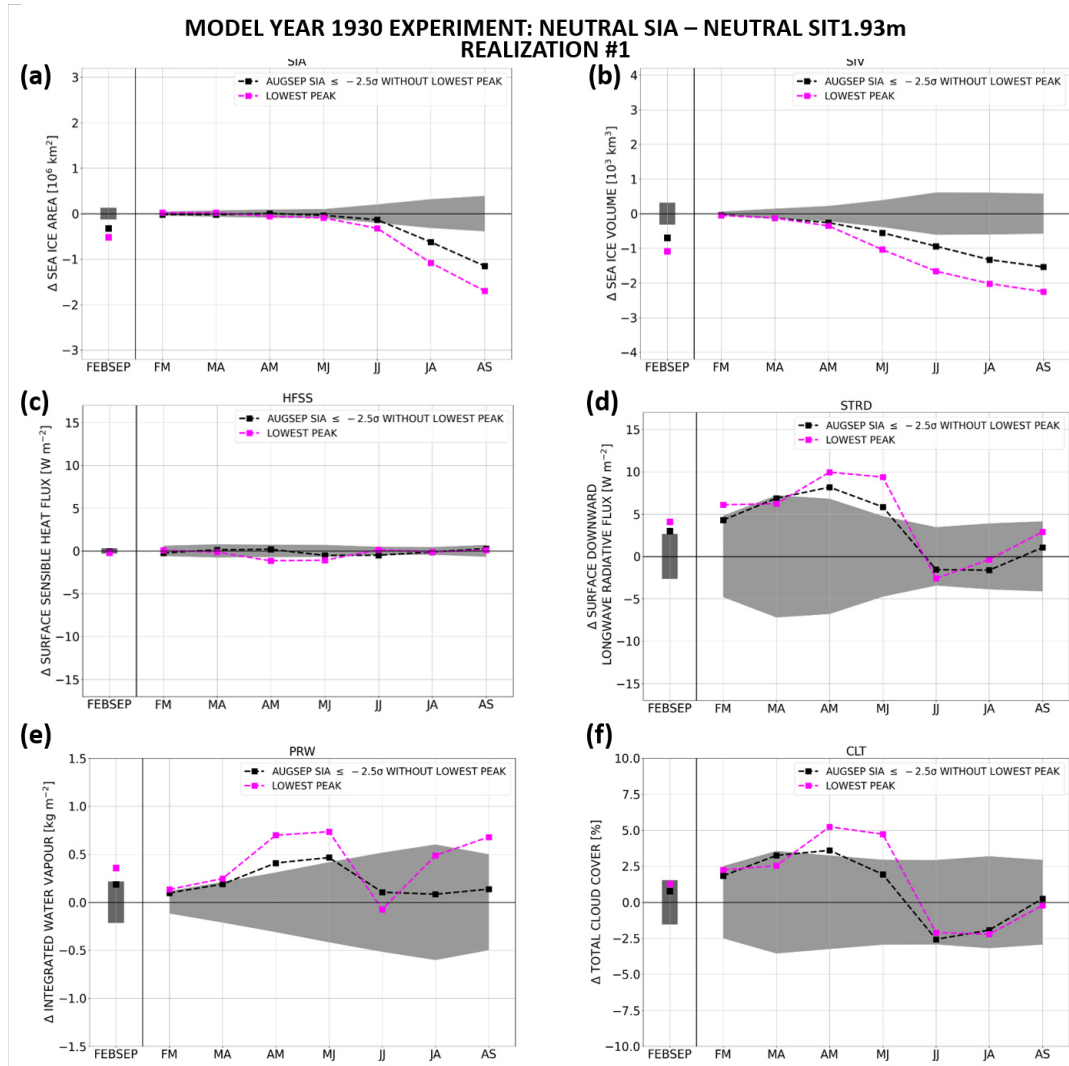 MODEL YEAR 1930 EXPERIMENT: NEUTRAL SIA – NEUTRAL SIT1.93m
REALIZATION #1
(a)
SIA
AUGSEP SIA ≤ −2.5σ WITHOUT LOWEST PEAK
LOWEST PEAK
Δ SEA ICE AREA [10⁶ km²]
3
2
1
0
−1
−2
−3
FEBSEP FM MA AM MJ JJ JA AS
(b)
SIV
AUGSEP SIA ≤ −2.5σ WITHOUT LOWEST PEAK
LOWEST PEAK
Δ SEA ICE VOLUME [10³ km³]
4
3
2
1
0
−1
−2
−3
−4
FEBSEP FM MA AM MJ JJ JA AS
(c)
HFSS
AUGSEP SIA ≤ −2.5σ WITHOUT LOWEST PEAK
LOWEST PEAK
Δ SURFACE SENSIBLE HEAT FLUX [W m⁻²]
15
10
5
0
−5
−10
−15
FEBSEP FM MA AM MJ JJ JA AS
(d)
STRD
AUGSEP SIA ≤ −2.5σ WITHOUT LOWEST PEAK
LOWEST PEAK
Δ SURFACE DOWNWARD
LONGWAVE RADIATIVE FLUX [W m⁻²]
15
10
5
0
−5
−10
−15
FEBSEP FM MA AM MJ JJ JA AS
(e)
PRW
AUGSEP SIA ≤ −2.5σ WITHOUT LOWEST PEAK
LOWEST PEAK
Δ INTEGRATED WATER VAPOUR [kg m⁻²]
1.5
1.0
0.5
0.0
−0.5
−1.0
−1.5
FEBSEP FM MA AM MJ JJ JA AS
(f)
CLT
AUGSEP SIA ≤ −2.5σ WITHOUT LOWEST PEAK
LOWEST PEAK
Δ TOTAL CLOUD COVER [%]
10.0
7.5
5.0
2.5
0.0
−2.5
−5.0
−7.5
−10.0
FEBSEP FM MA AM MJ JJ JA AS